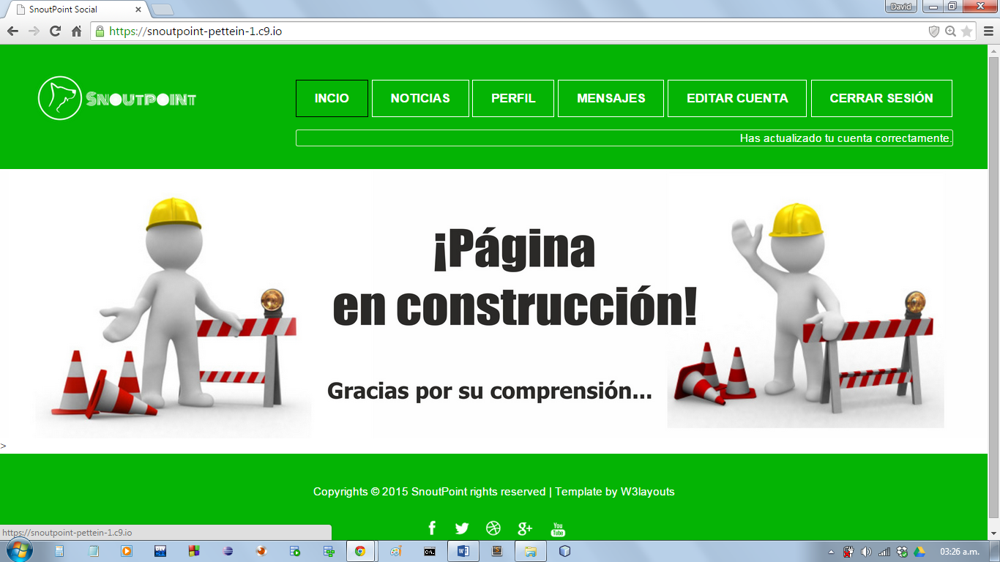 SnoutPoint Social
David
https://snoutpoint-pettein-1.c9.io
SNOUTPOINT
INCIO
NOTICIAS
PERFIL
MENSAJES
EDITAR CUENTA
CERRAR SESIÓN
Has actualizado tu cuenta correctamente.
¡Página
en construcción!
Gracias por su comprensión...
>
Copyrights © 2015 SnoutPoint rights reserved | Template by W3layouts
f
g+
You
Tube
https://snoutpoint-pettein-1.c9.io
DEV
C:\.
W
03:26 a.m.